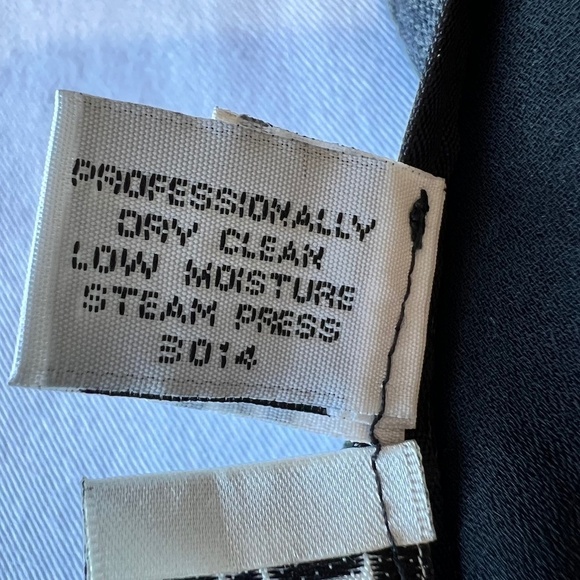 PROFESSIONALLY
DRY CLEAN
LOW MOISTURE
STEAM PRESS
3014